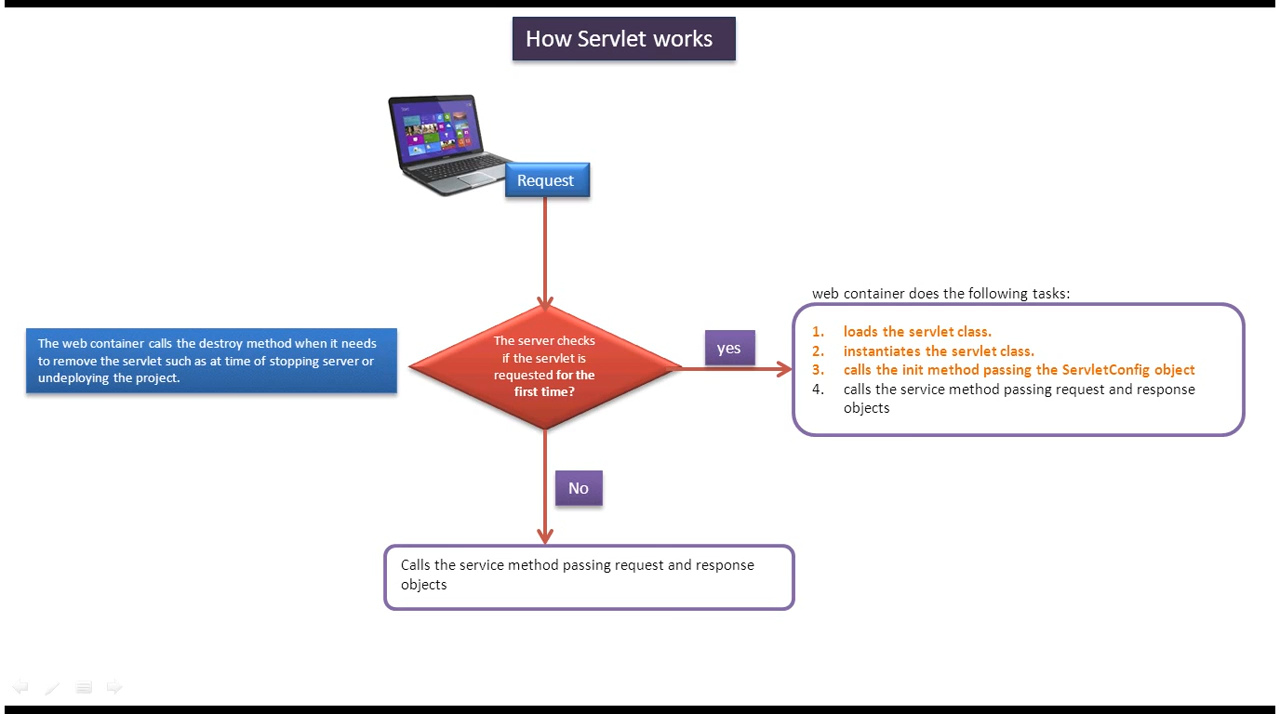 How Servlet works
Request
web container does the following tasks:
1. loads the servlet class.
2. instantiates the servlet class.
3. calls the init method passing the ServletConfig object
4. calls the service method passing request and response
objects
The web container calls the destroy method when it needs
to remove the servlet such as at time of stopping server or
undeploying the project.
The server checks
if the servlet is
requested for the
first time?
yes
No
Calls the service method passing request and response
objects